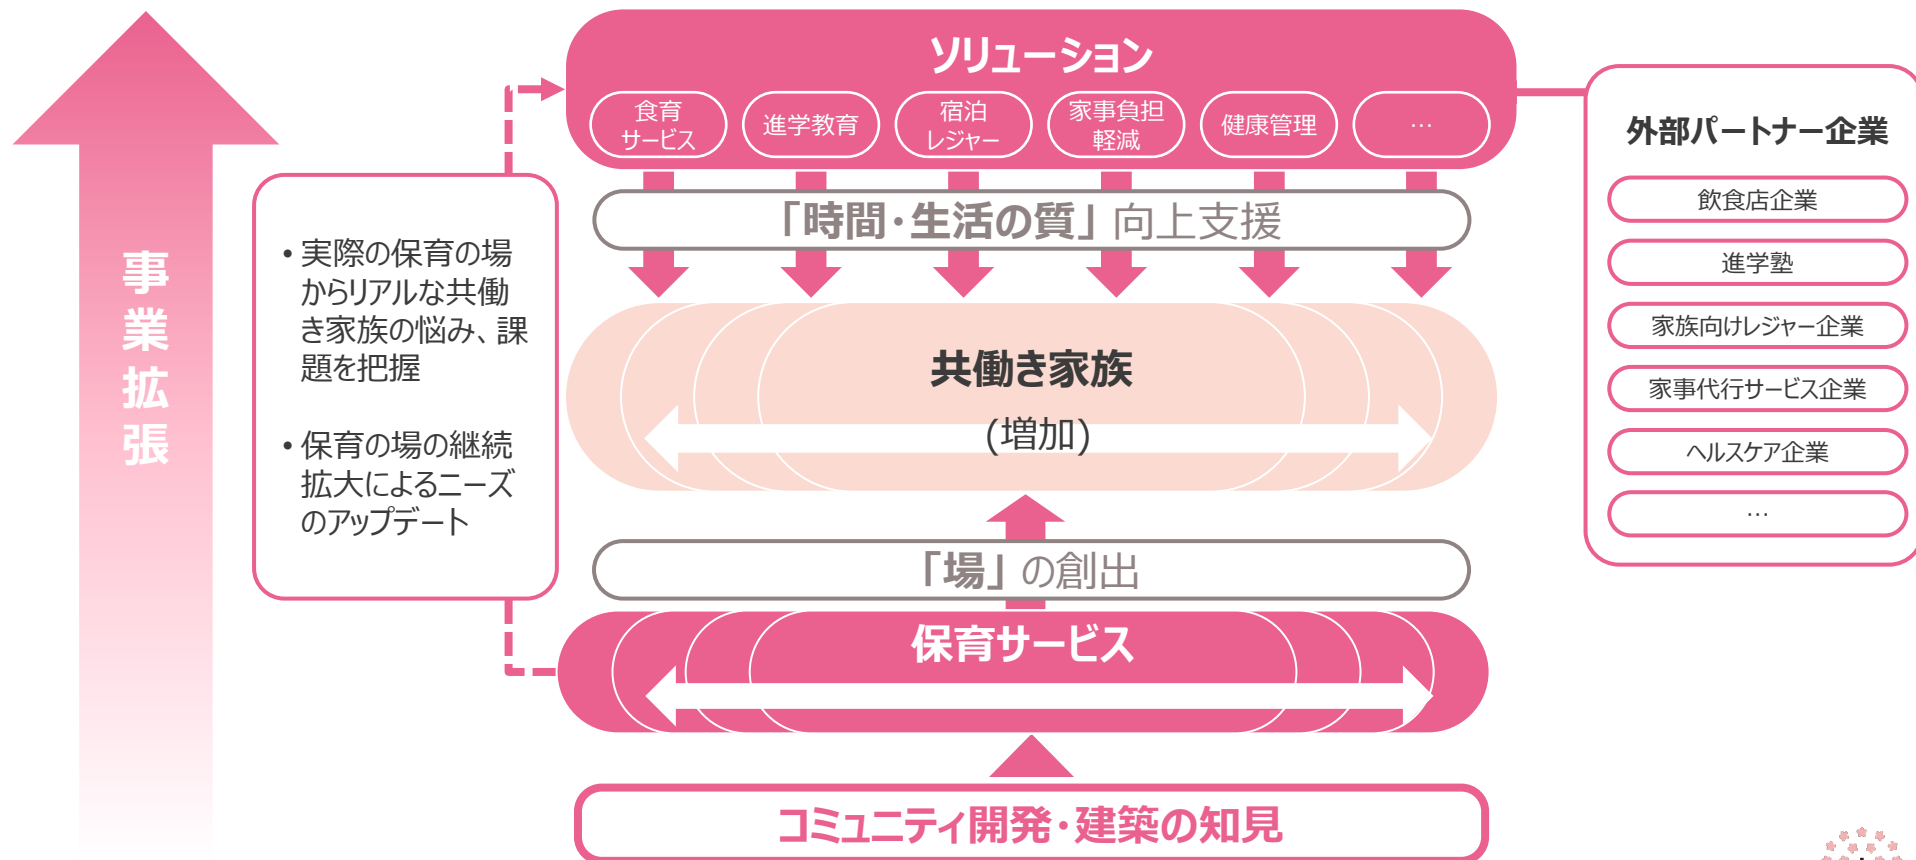 事業拡張
・実際の保育の場
からリアルな共働
き家族の悩み、課
題を把握
・保育の場の継続
拡大によるニーズ
のアップデート
ソリューション
食育
サービス
進学教育
宿泊
レジャー
家事負担
軽減
健康管理
…
「時間・生活の質」向上支援
共働き家族
(増加)
「場」の創出
保育サービス
コミュニティ開発・建築の知見
外部パートナー企業
飲食店企業
進学塾
家族向けレジャー企業
家事代行サービス企業
ヘルスケア企業
…